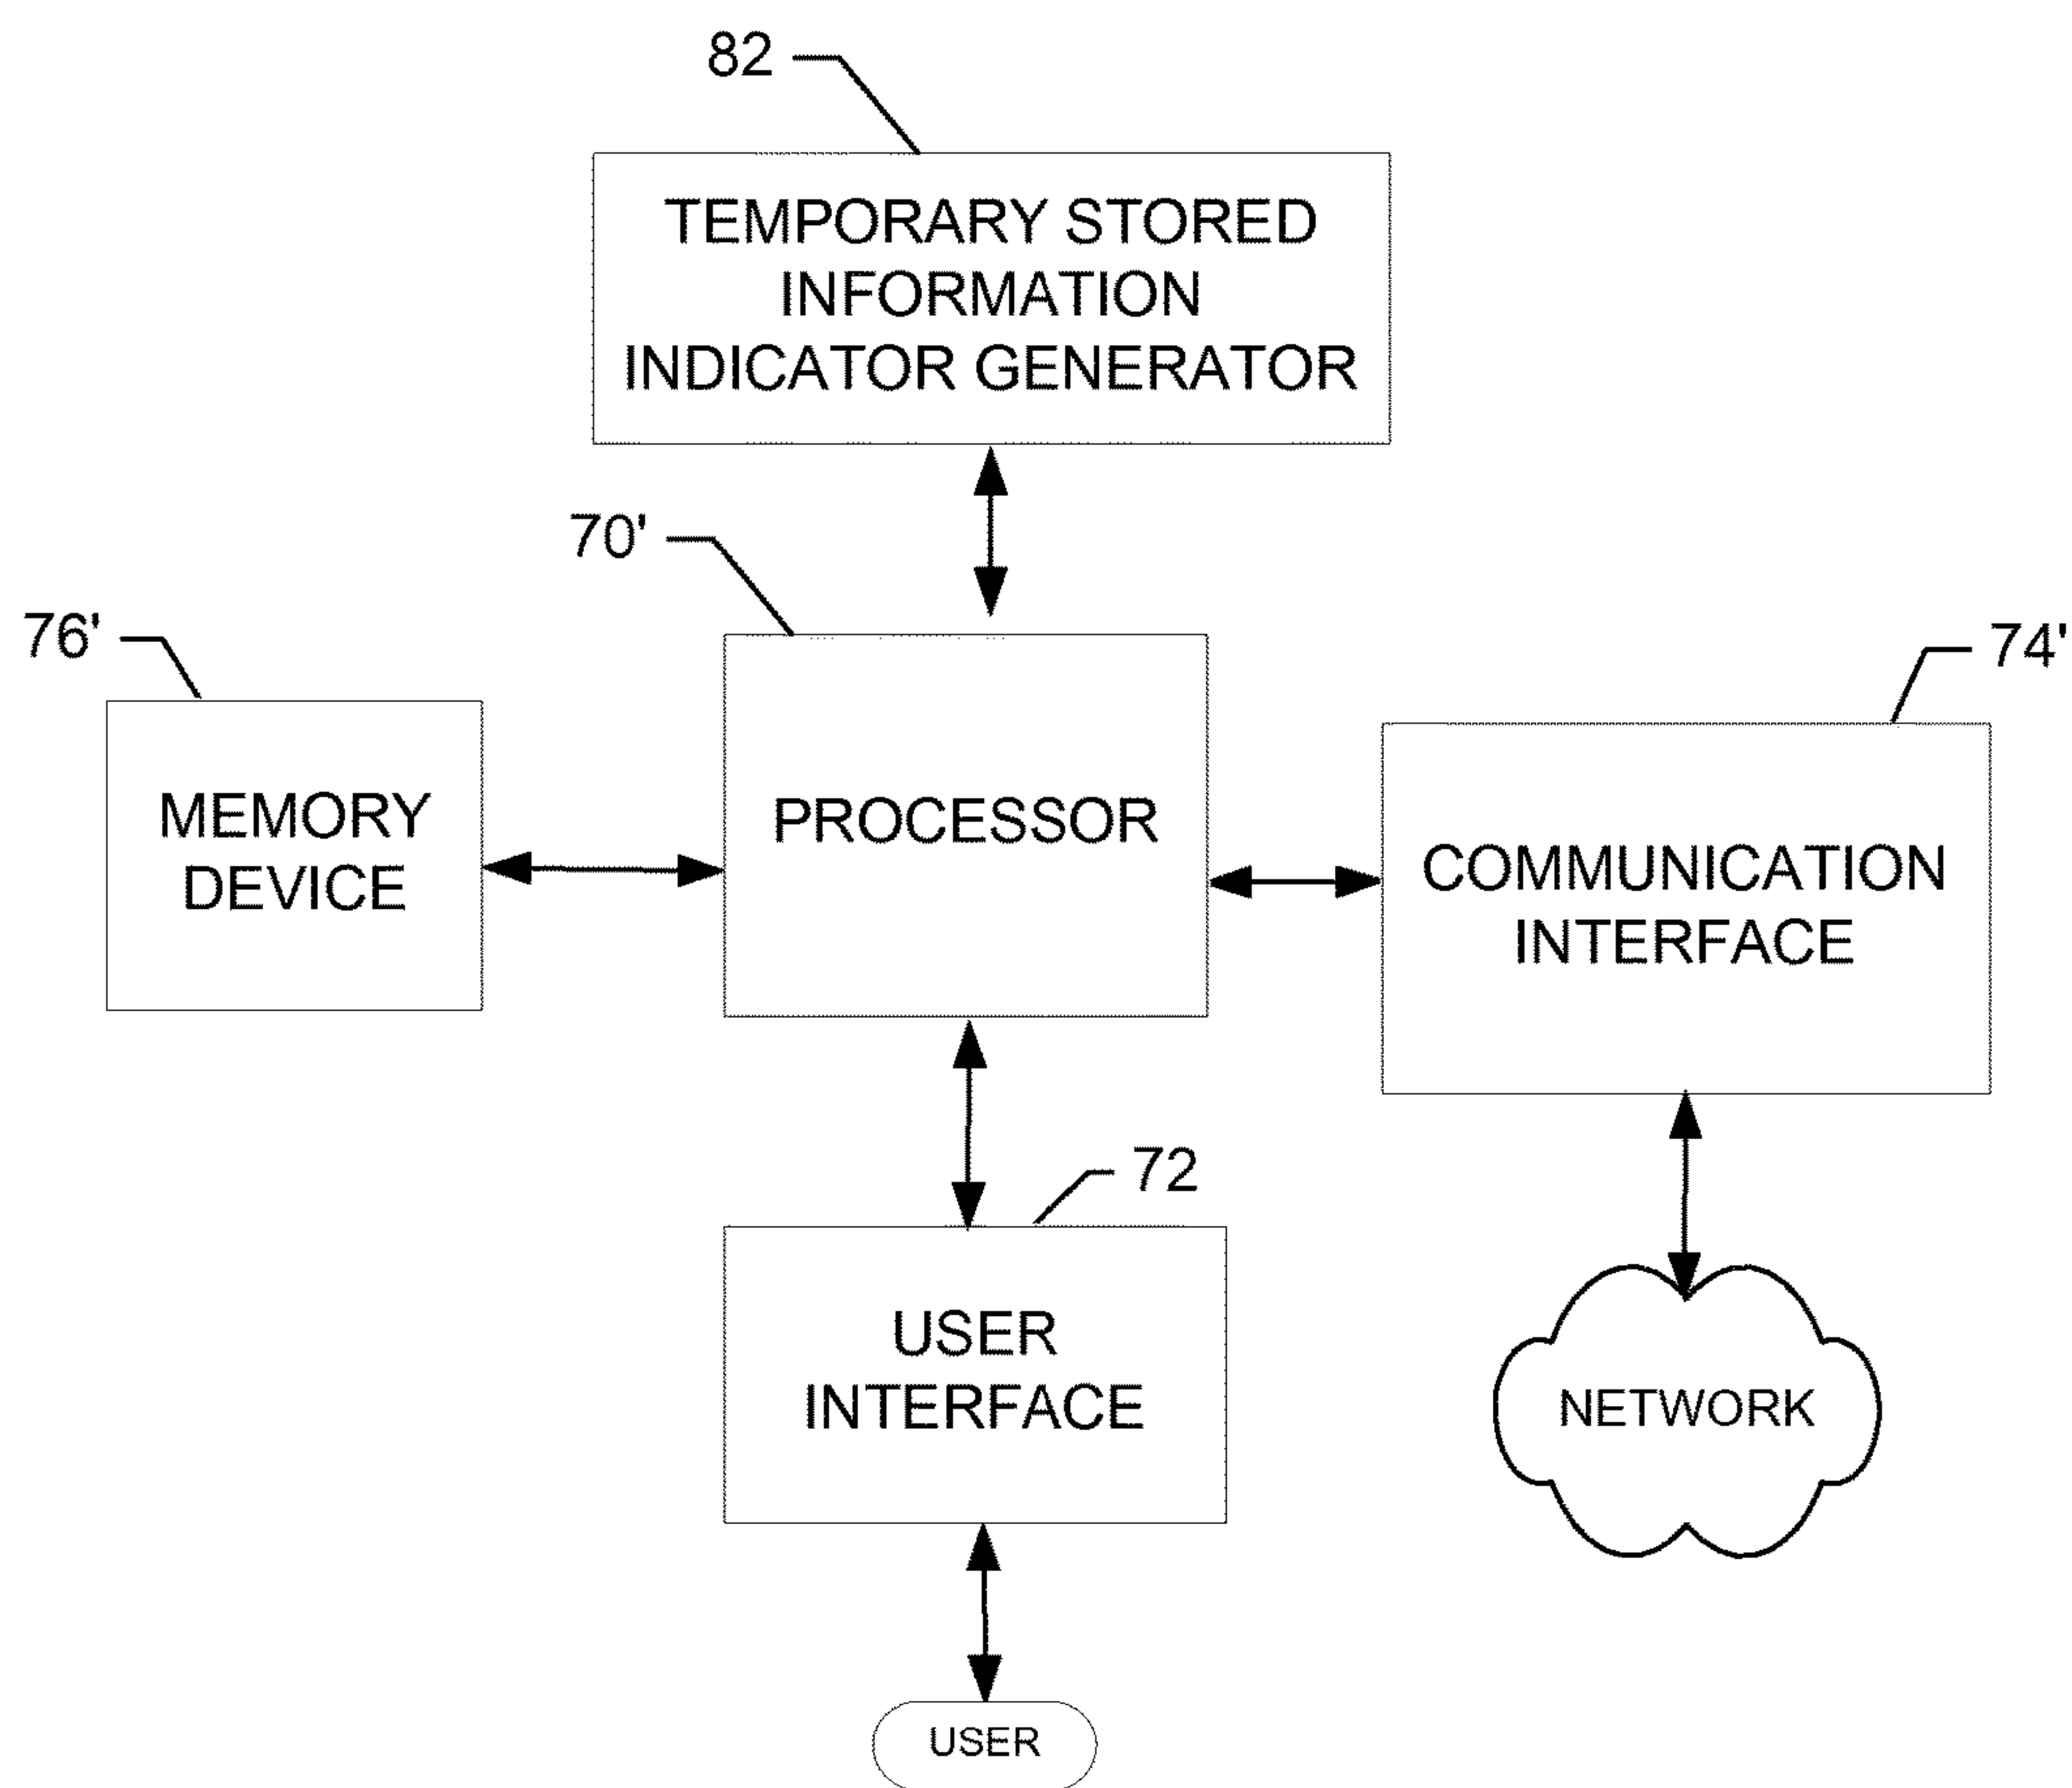 82
TEMPORARY STORED
INFORMATION
INDICATOR GENERATOR
70'
76'
74'
MEMORY
DEVICE
PROCESSOR
COMMUNICATION
INTERFACE
72
USER
INTERFACE
NETWORK
USER